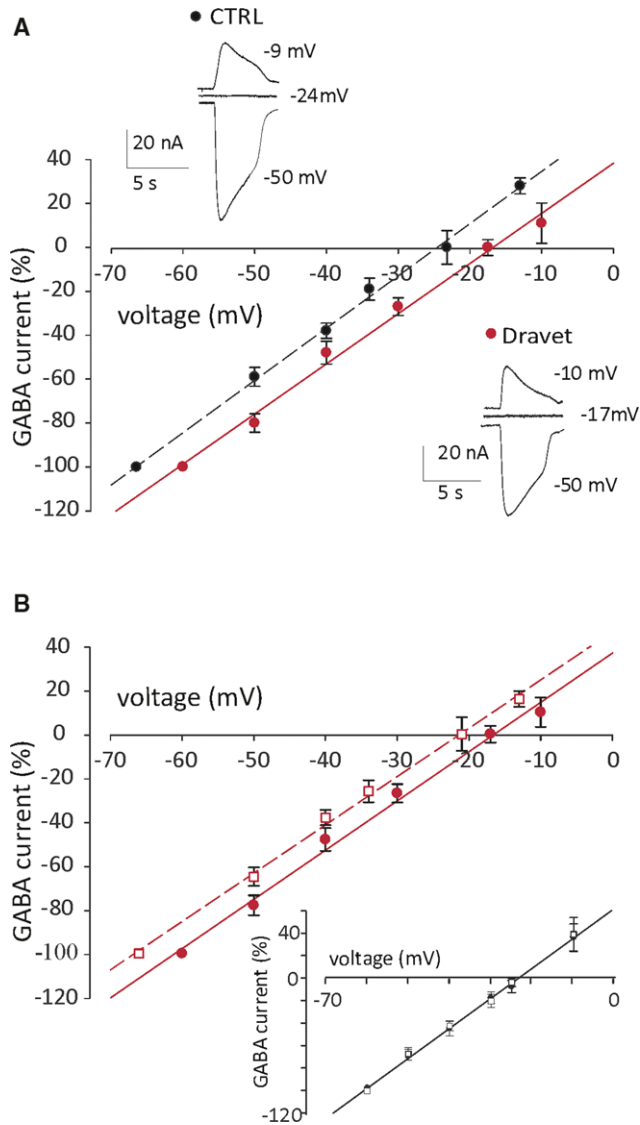 A
CTRL
-9 mV
-24mV
-50 mV
20 nA
5 s
40
20
0
-20
-40
-60
-80
-100
-120
-70 -60 -50 -40 -30 -20 -10 0
voltage (mV)
GABA current (%)
Dravet
-10 mV
-17mV
-50 mV
20 nA
5 s
B
40
20
0
-20
-40
-60
-80
-100
-120
voltage (mV)
-70 -60 -50 -40 -30 -20 -10 0
GABA current (%)
40
0
-120
voltage (mV)
-70 0
GABA current (%)